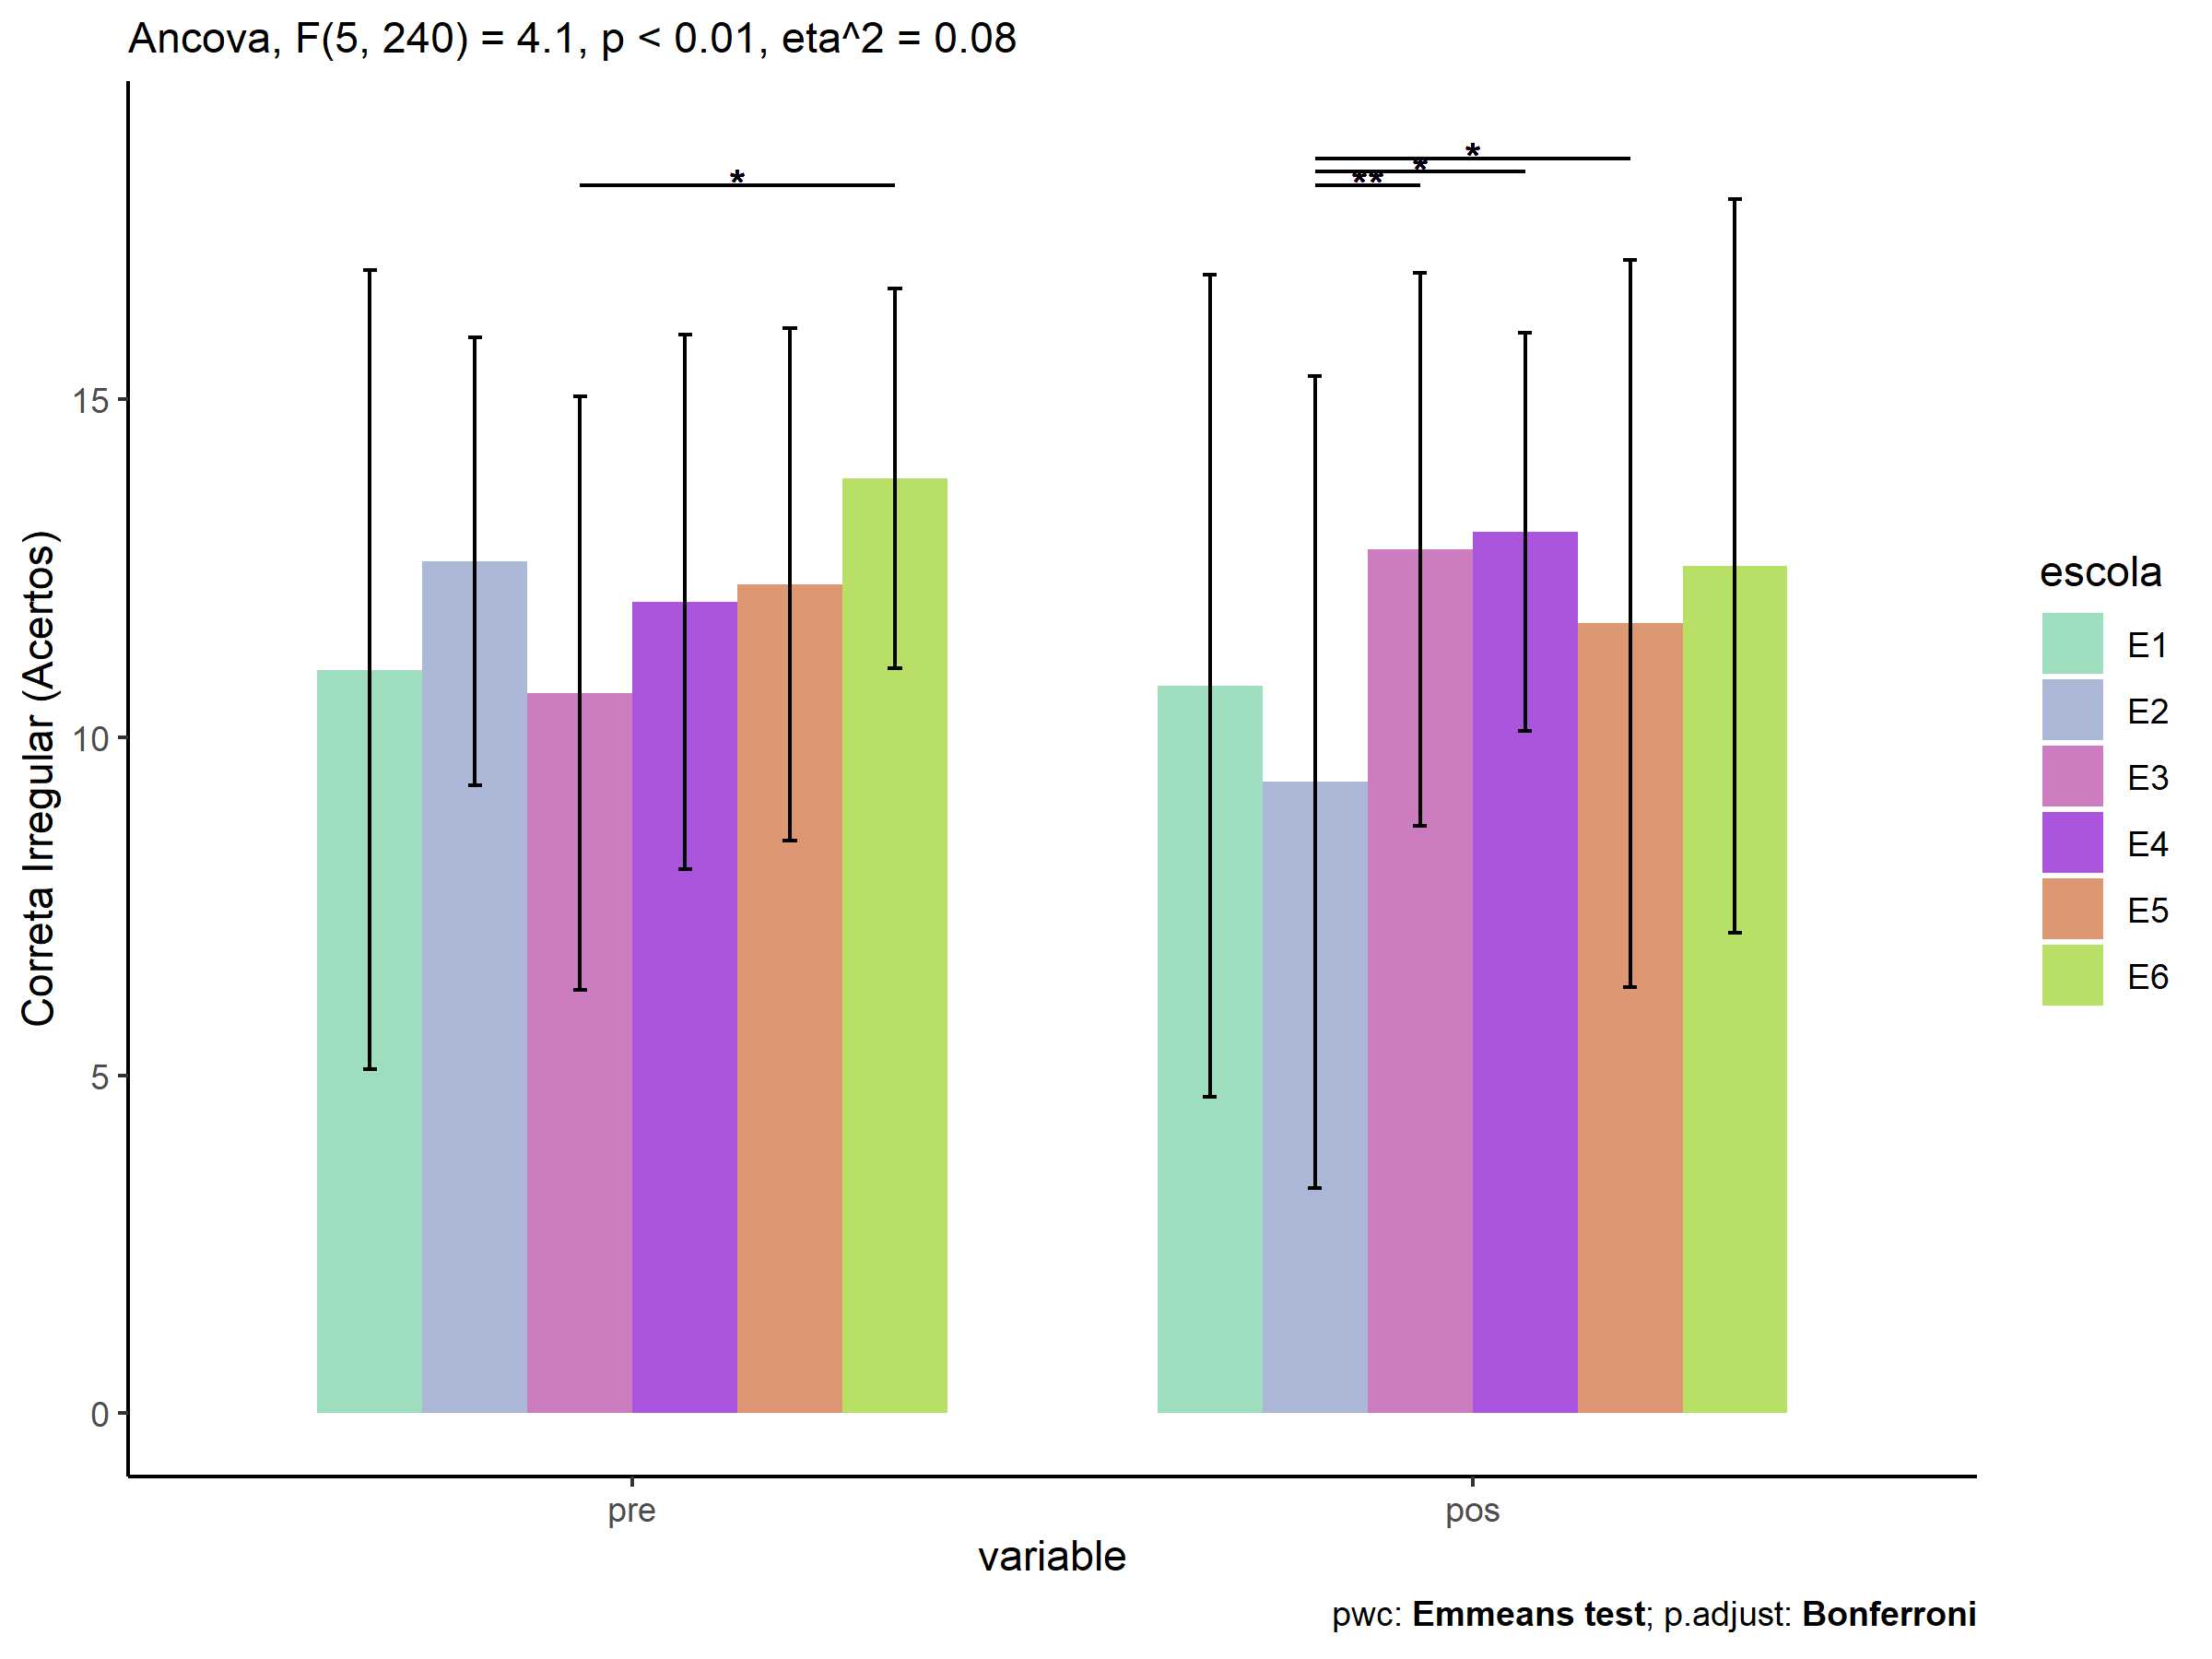 Ancova, F(5, 240) = 4.1, p < 0.01, eta^2 = 0.08
Correta Irregular (Acertos)
15
10
5
0
*
**
*
*
pre
pos
variable
escola
E1
E2
E3
E4
E5
E6
pwc: Emmeans test; p.adjust: Bonferroni